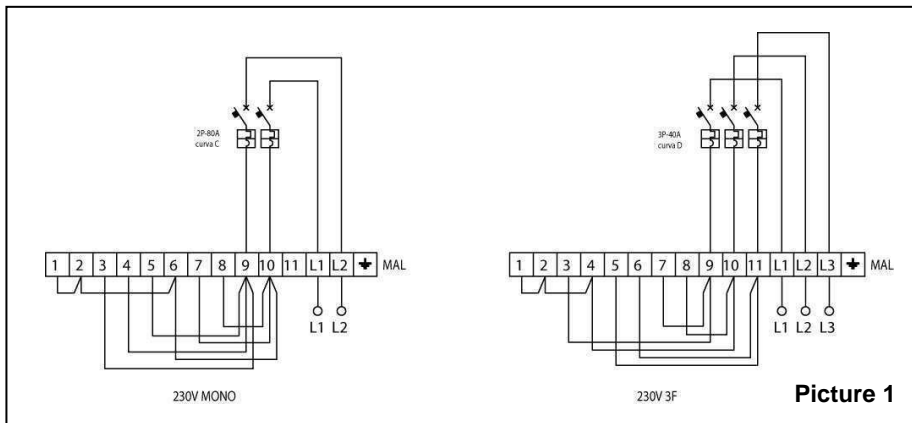 2P-80A
curva C
1 2 3 4 5 6 7 8 9 10 11 L1 L2 MAL
L1 L2
230V MONO
3P-40A
curva D
1 2 3 4 5 6 7 8 9 10 11 L1 L2 L3 MAL
L1 L2 L3
230V 3F
Picture 1